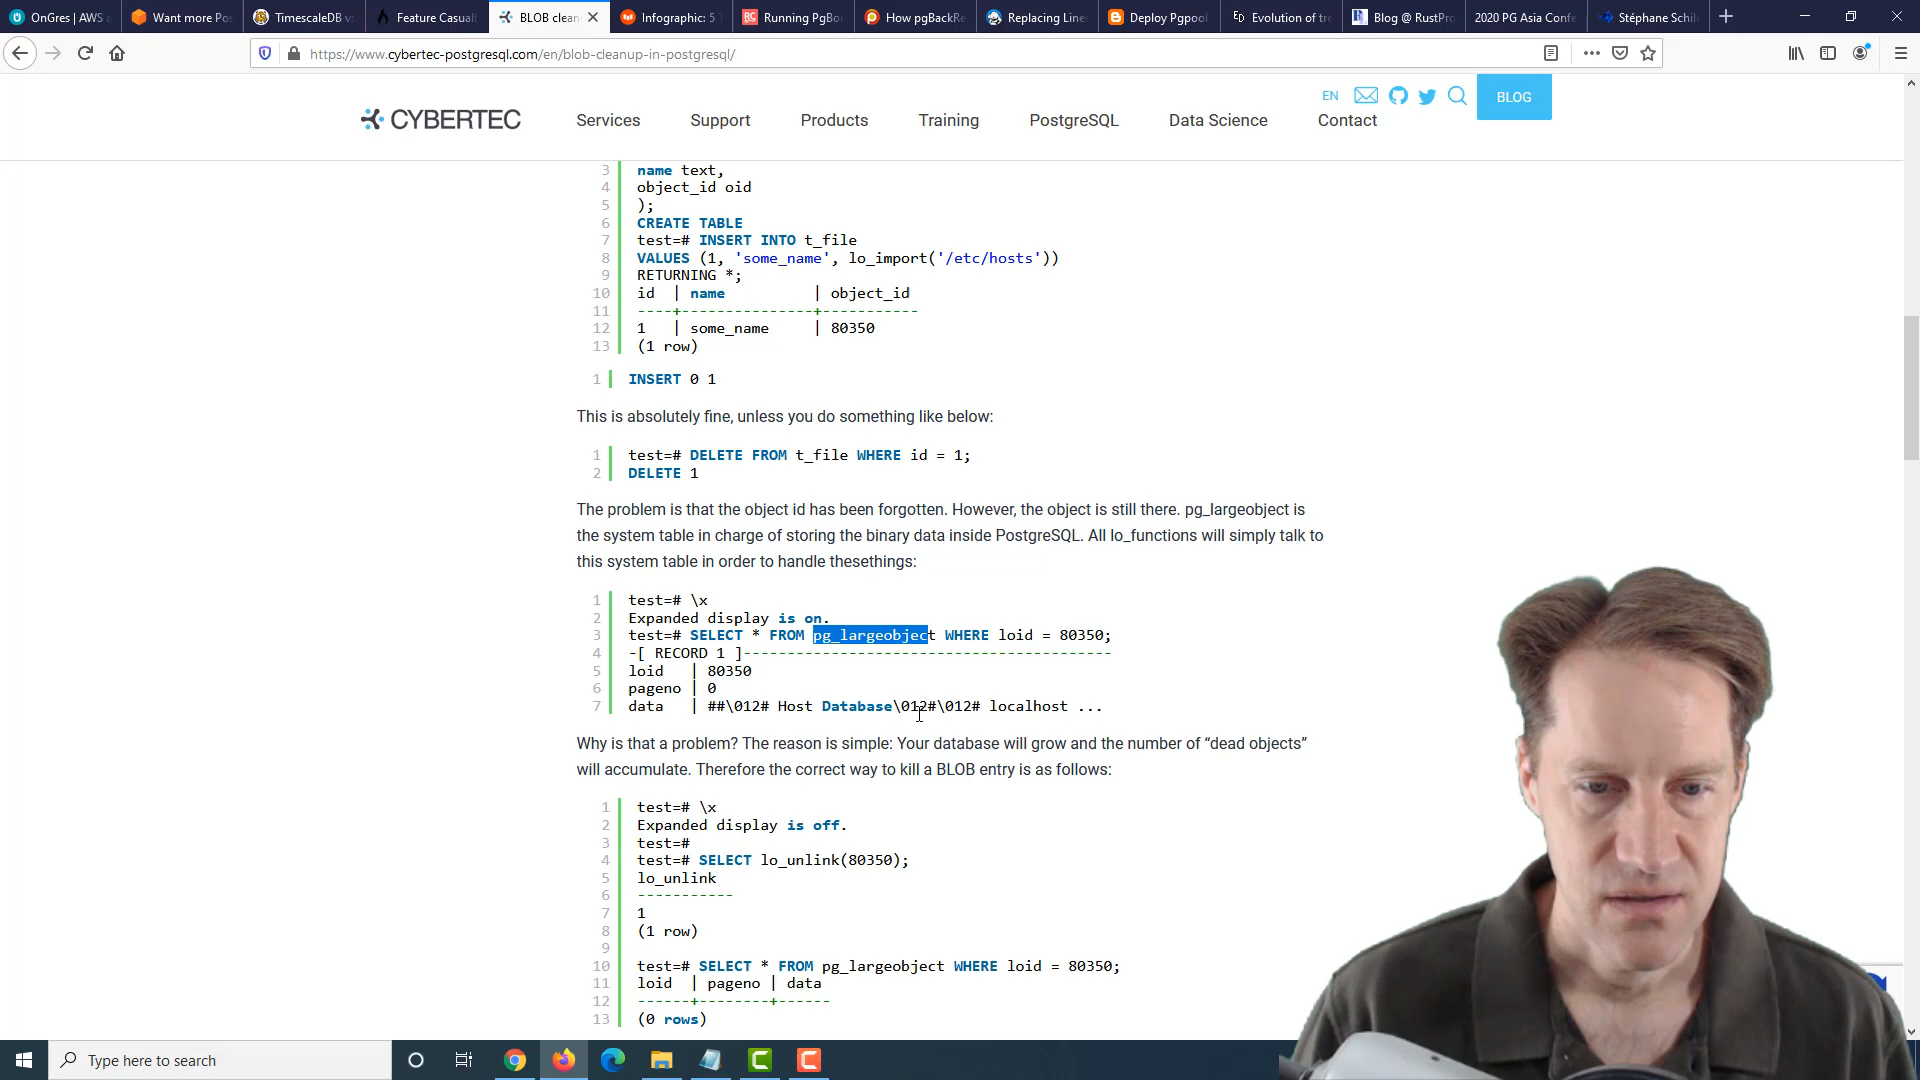 OnGres | AWS a
Want more Po
TimescaleDB v
Feature Casualt
BLOB clean
Infographic: 5
Running PgBo
How pgBackRe
Replacing Line
Deploy Pgpool
Evolution of tr
Blog @ RustPr
2020 PG Asia Confe
Stéphane Schil
https://www.cybertec-postgresql.com/en/blob-cleanup-in-postgresql/
EN
BLOG
CYBERTEC
Services
Support
Products
Training
PostgreSQL
Data Science
Contact
3 name text,
4 object_id oid
5 );
6 CREATE TABLE
7 test=# INSERT INTO t_file
8 VALUES (1, 'some_name', lo_import('/etc/hosts'))
9 RETURNING *;
10 id | name | object_id
11 ----+---------------+-----------
12 1 | some_name | 80350
13 (1 row)
1 INSERT 0 1
This is absolutely fine, unless you do something like below:
1 test=# DELETE FROM t_file WHERE id = 1;
2 DELETE 1
The problem is that the object id has been forgotten. However, the object is still there. pg_largeobject is
the system table in charge of storing the binary data inside PostgreSQL. All lo_functions will simply talk to
this system table in order to handle thesethings:
1 test=# \x
2 Expanded display is on.
3 test=# SELECT * FROM pg_largeobject WHERE loid = 80350;
4 -[ RECORD 1 ]------------------------------------------
5 loid | 80350
6 pageno | 0
7 data | ##\012# Host Database\012#\012# localhost ...
Why is that a problem? The reason is simple: Your database will grow and the number of “dead objects”
will accumulate. Therefore the correct way to kill a BLOB entry is as follows:
1 test=# \x
2 Expanded display is off.
3 test=#
4 test=# SELECT lo_unlink(80350);
5 lo_unlink
6 -----------
7 1
8 (1 row)
9
10 test=# SELECT * FROM pg_largeobject WHERE loid = 80350;
11 loid | pageno | data
12 ------+--------+------
13 (0 rows)
Type here to search